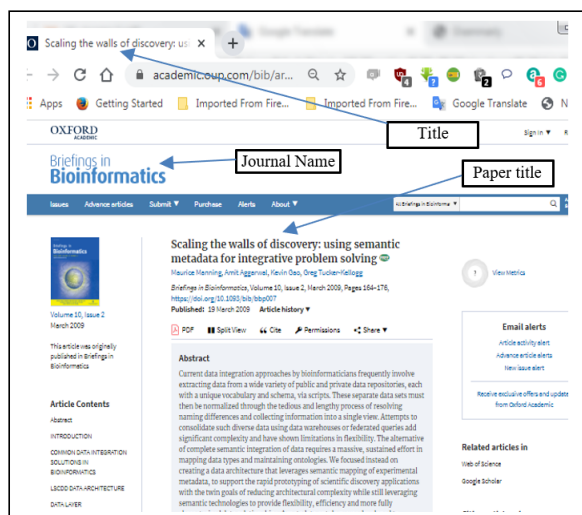 Scaling the walls of discovery: usi
academic.oup.com/bib/ar...
Apps Getting Started Imported From Fire... Imported From Fire... Google Translate N
Title
OXFORD
ACADEMIC
Sign In ▼
Journal Name
Briefings in
Bioinformatics
Paper title
Issues Advance articles Submit ▼ Purchase Alerts About ▼
Scaling the walls of discovery: using semantic
metadata for integrative problem solving
Maurice Manning, Amit Aggarwal, Kevin Gao, Greg Tucker-Kellogg
Briefings in Bioinformatics, Volume 10, Issue 2, March 2009, Pages 164–176,
https://doi.org/10.1093/bib/bbp007
Published: 19 March 2009 Article history ▼
PDF Split View Cite Permissions Share ▼
Volume 10, Issue 2
March 2009
This article was originally
published in Briefings in
Bioinformatics
Article Contents
Abstract
INTRODUCTION
COMMON DATA INTEGRATION
SOLUTIONS IN
BIOINFORMATICS
LSCDD DATA ARCHITECTURE
DATA LAYER
Abstract
Current data integration approaches by bioinformaticians frequently involve
extracting data from a wide variety of public and private data repositories, each
with a unique vocabulary and schema, via scripts. These separate data sets must
then be normalized through the tedious and lengthy process of resolving
naming differences and collecting information into a single view. Attempts to
consolidate such diverse data using data warehouses or federated queries add
significant complexity and have shown limitations in flexibility. The alternative
of complete semantic integration of data requires a massive, sustained effort in
mapping data types and maintaining ontologies. We focused instead on
creating a data architecture that leverages semantic mapping of experimental
metadata, to support the rapid prototyping of scientific discovery applications
with the twin goals of reducing architectural complexity while still leveraging
semantic technologies to provide flexibility, efficiency and more fully
View Metrics
Email alerts
Article activity alert
Advance article alerts
New issue alert
Receive exclusive offers and update
from Oxford Academic
Related articles in
Web of Science
Google Scholar